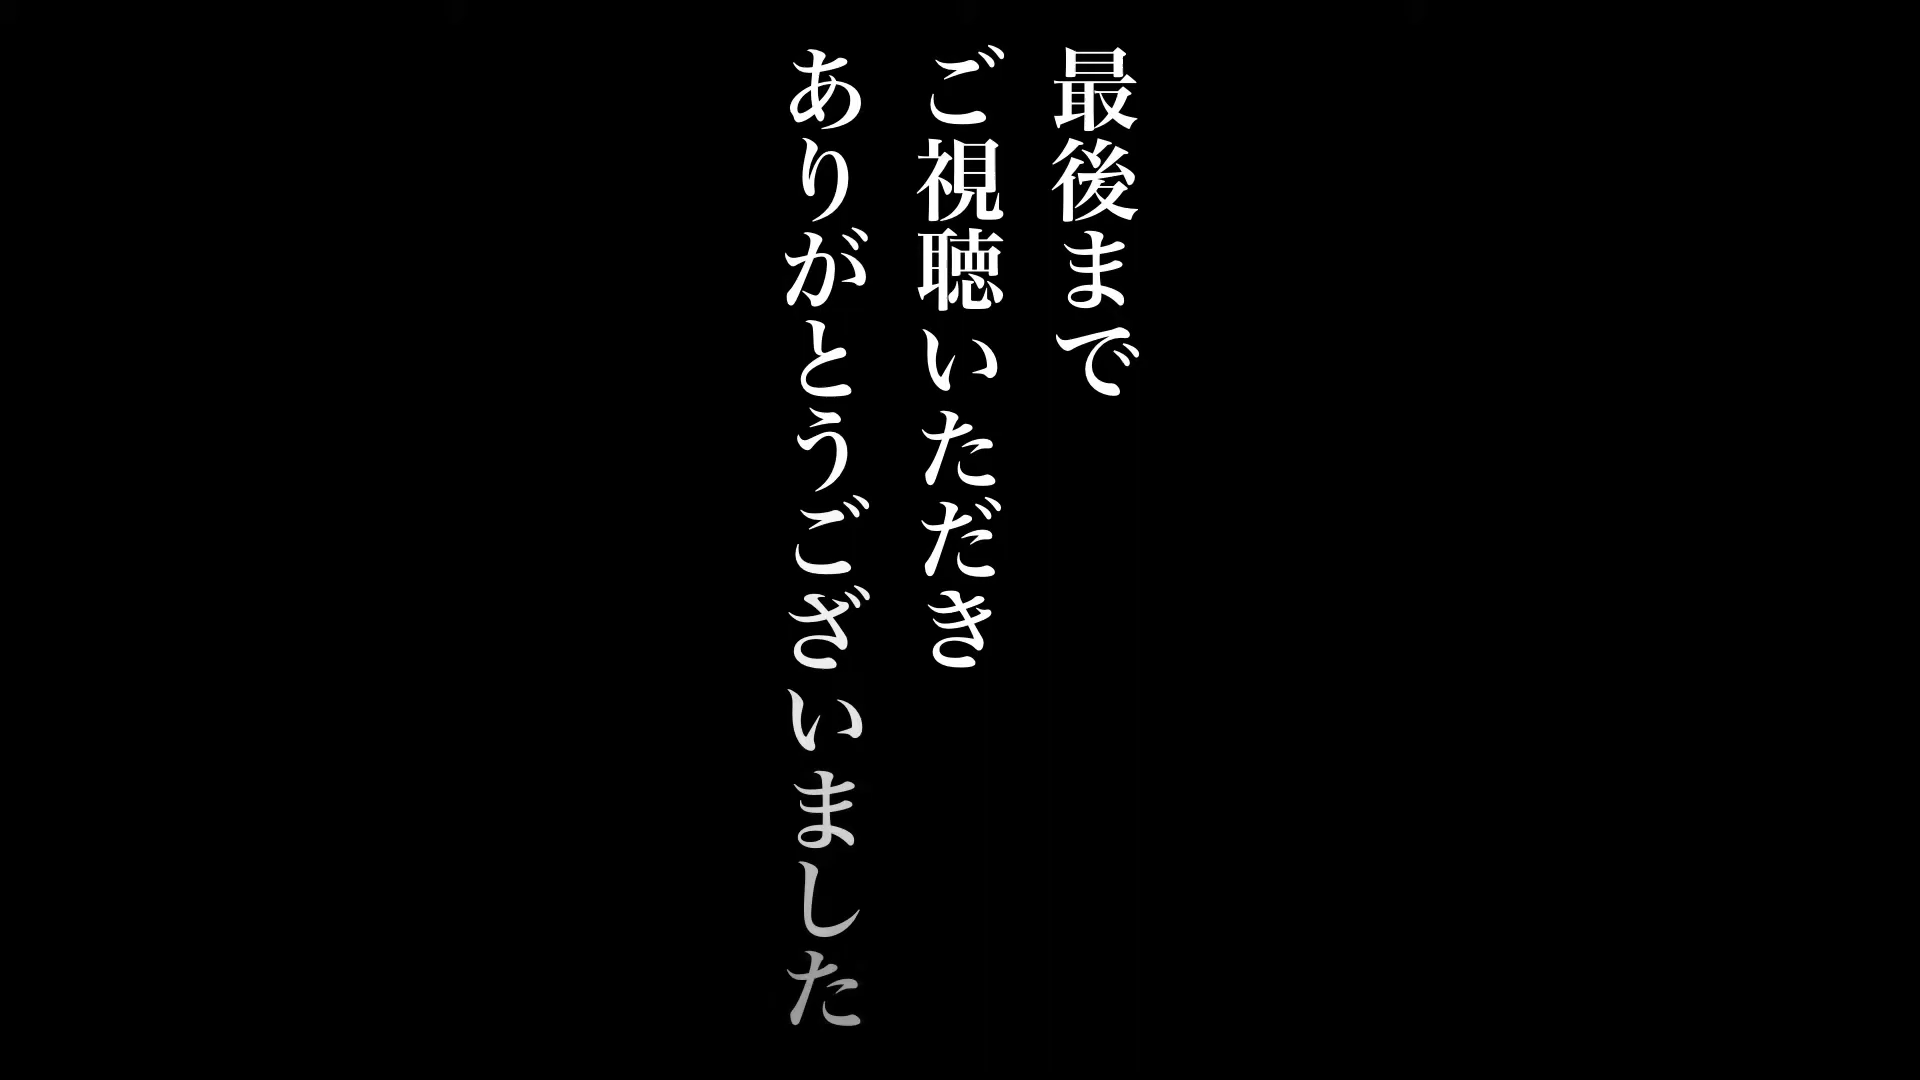 最後まで
ご視聴いただき
ありがとうございました